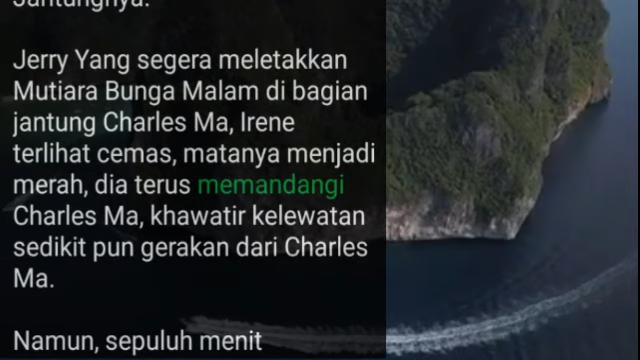 Jantungnya.
Jerry Yang segera meletakkan
Mutiara Bunga Malam di bagian
jantung Charles Ma, Irene
terlihat cemas, matanya menjadi
merah, dia terus memandangi
Charles Ma, khawatir kelewatan
sedikit pun gerakan dari Charles
Ma.
Namun, sepuluh menit